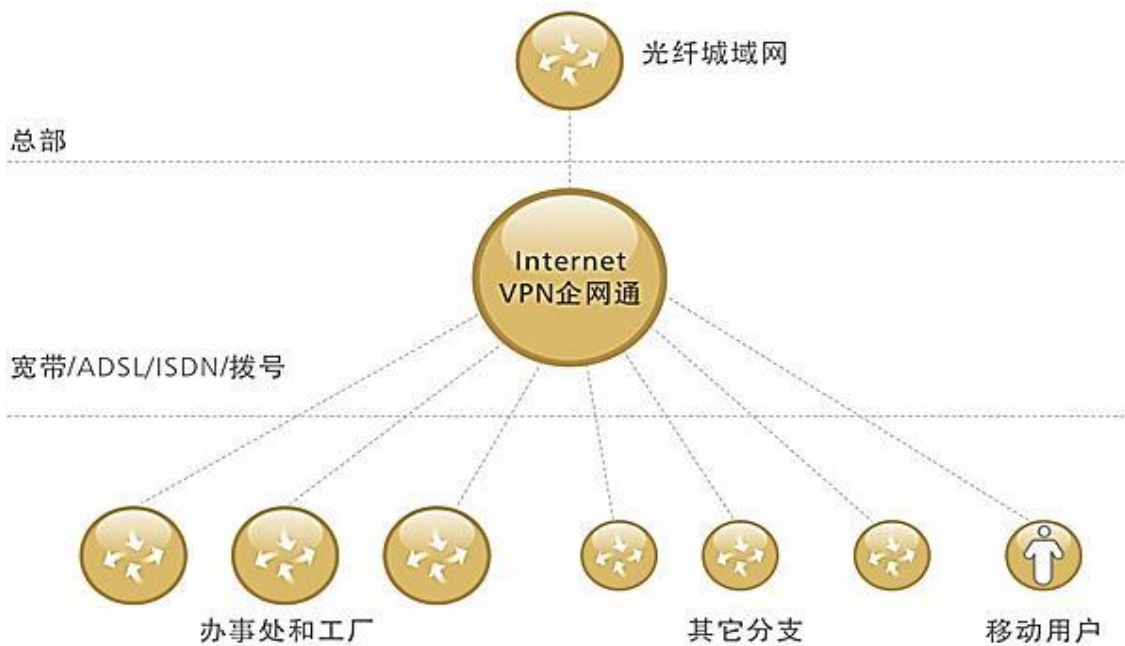 光纤城域网
总部
Internet
VPN企网通
宽带/ADSL/ISDN/拨号
办事处和工厂
其它分支
移动用户